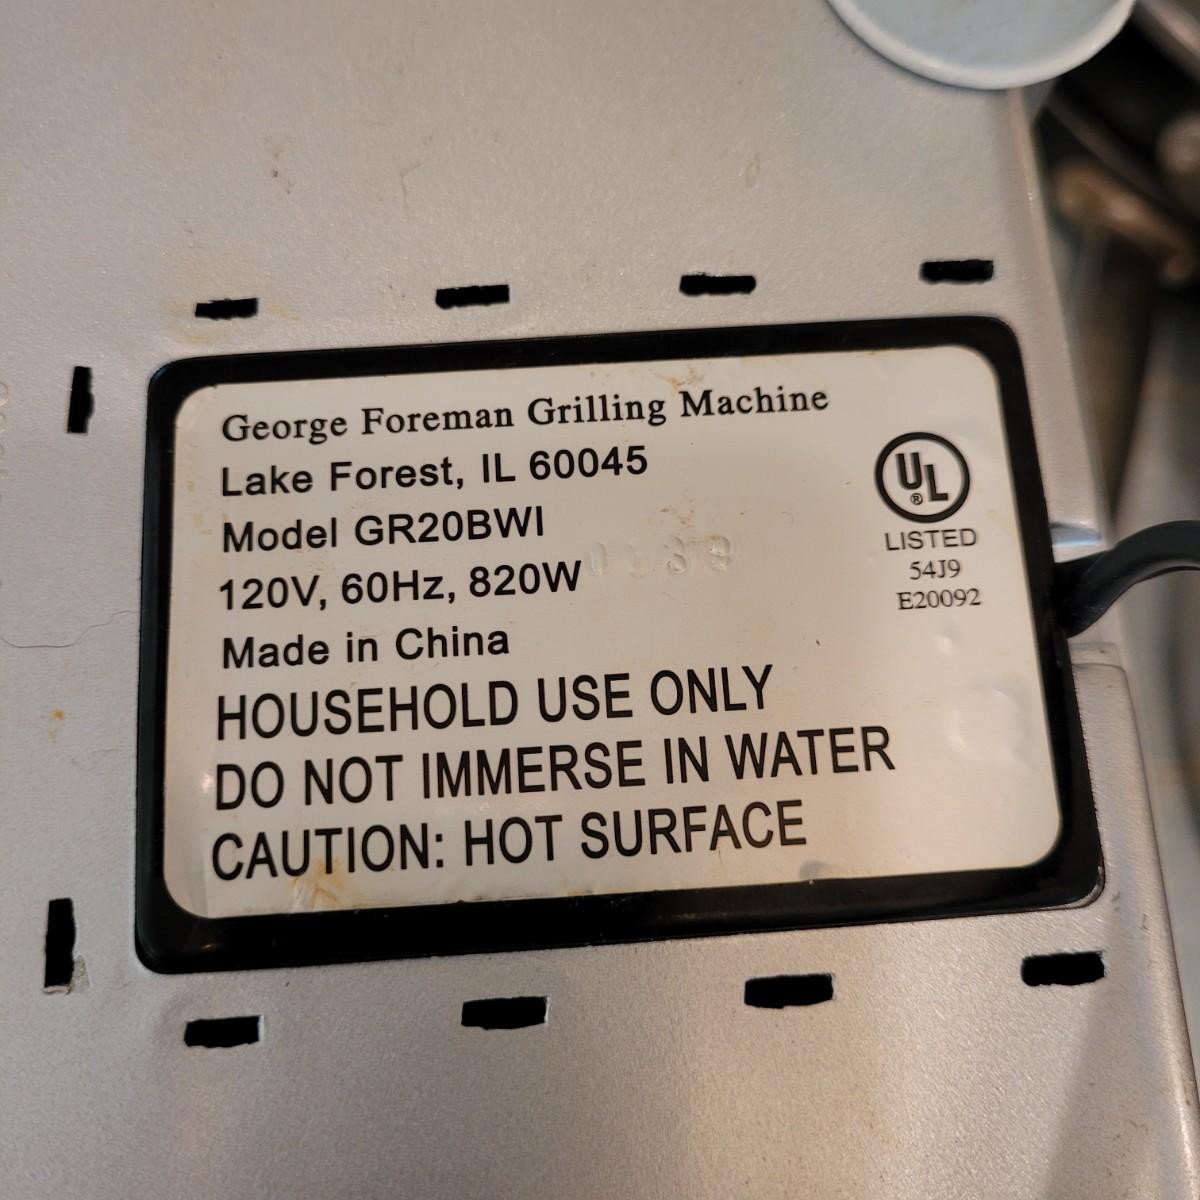 George Foreman Grilling Machine
Lake Forest, IL 60045
Model GR20BWI
120V, 60Hz, 820W
0188
Made in China
HOUSEHOLD USE ONLY
DO NOT IMMERSE IN WATER
CAUTION: HOT SURFACE
UL
®
LISTED
54J9
E20092